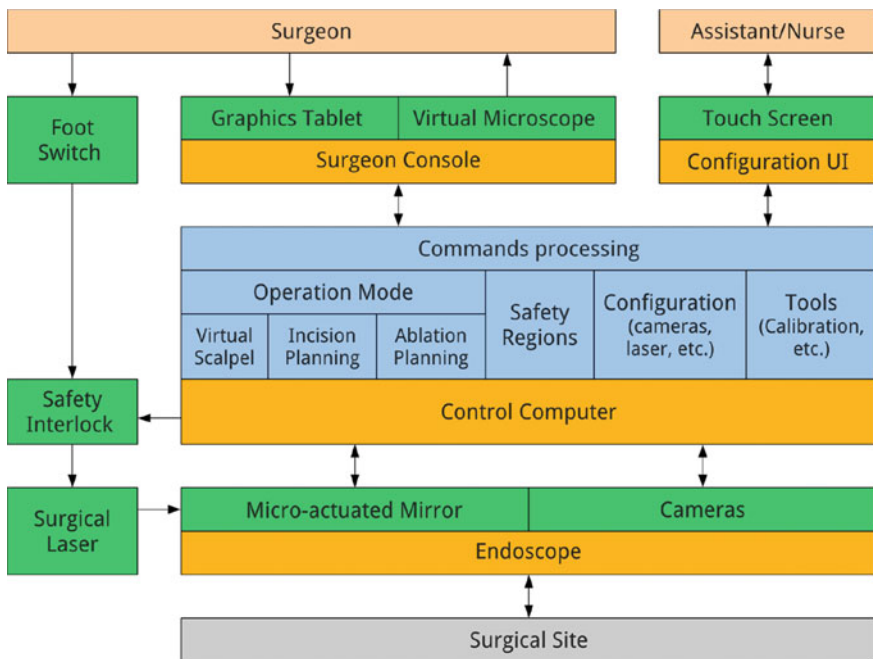 Surgeon
Assistant/Nurse
Foot
Switch
Graphics Tablet
Virtual Microscope
Surgeon Console
Touch Screen
Configuration UI
Commands processing
Operation Mode
Virtual
Scalpel
Incision
Planning
Ablation
Planning
Safety
Regions
Configuration
(cameras,
laser, etc.)
Tools
(Calibration,
etc.)
Safety
Interlock
Control Computer
Surgical
Laser
Micro-actuated Mirror
Cameras
Endoscope
Surgical Site